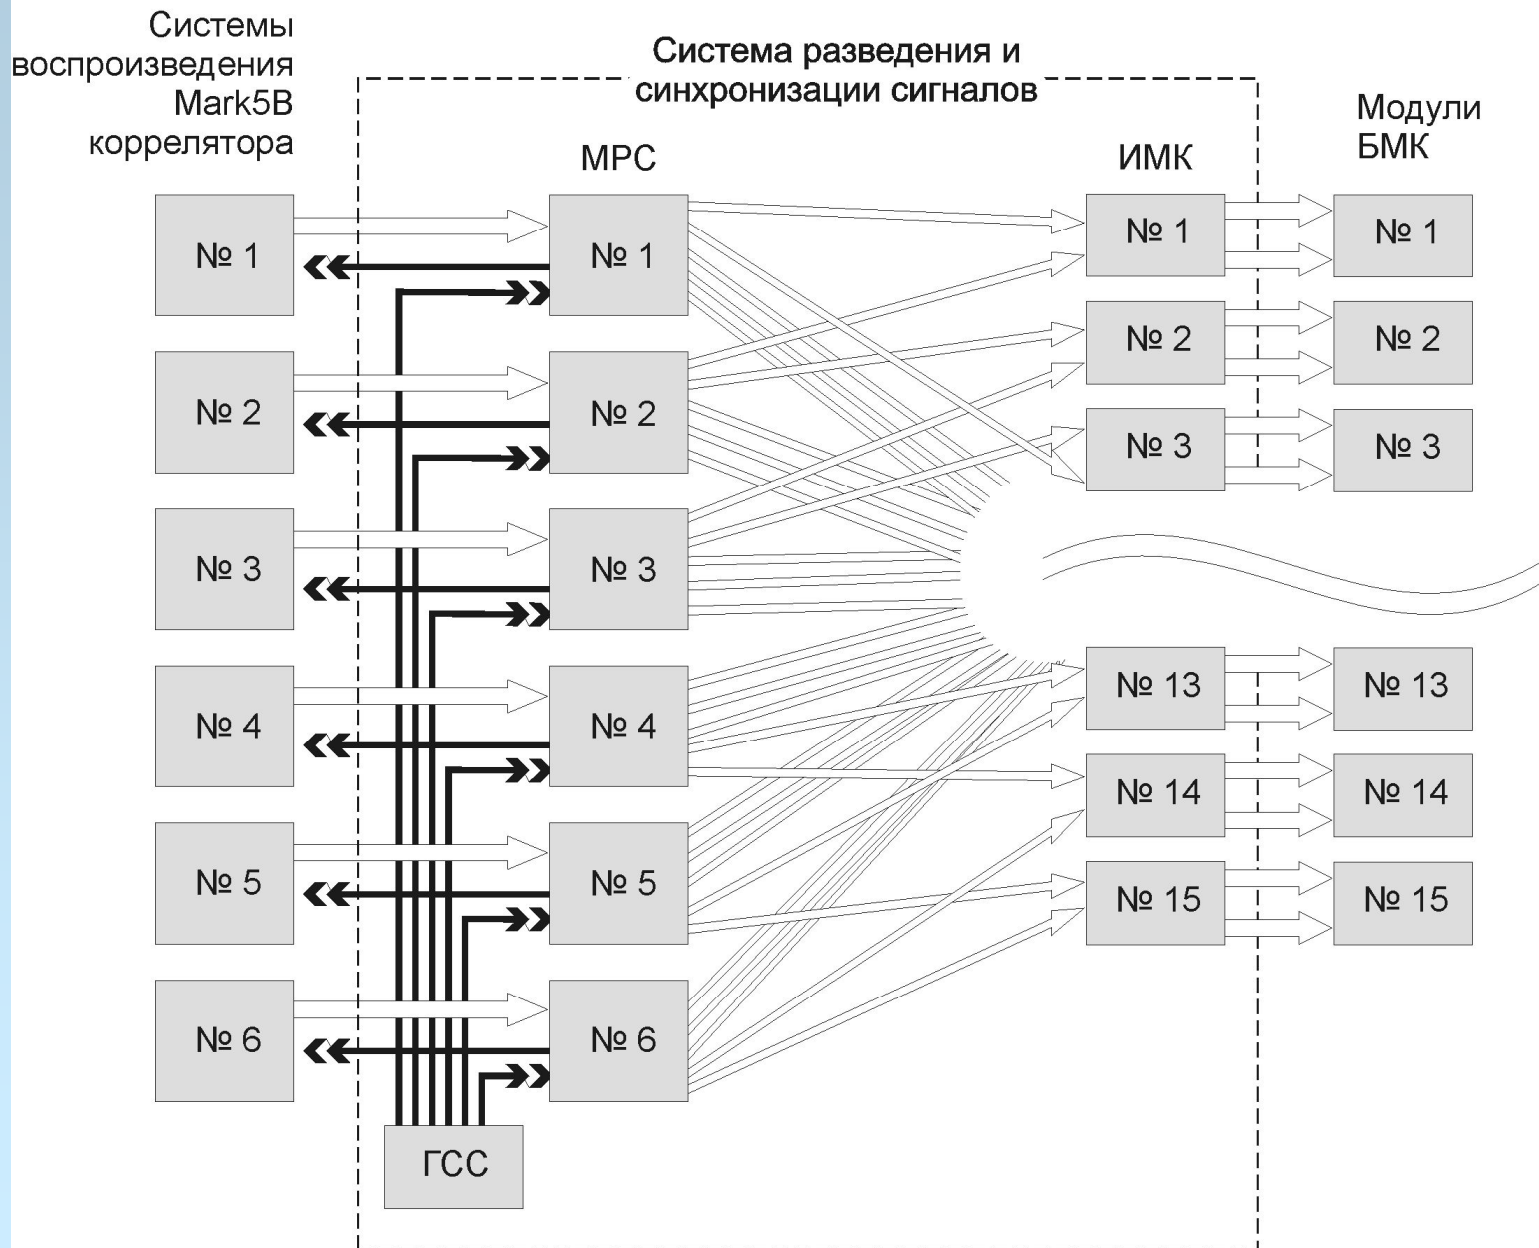 Системы
воспроизведения
Mark5B
коррелятора
Система разведения и
синхронизации сигналов
Модули
БМК
МРС
ИМК
№ 1
№ 1
№ 1
№ 1
№ 2
№ 2
№ 2
№ 2
№ 3
№ 3
№ 3
№ 3
№ 4
№ 4
№ 13
№ 13
№ 14
№ 14
№ 5
№ 5
№ 15
№ 15
№ 6
№ 6
ГСС